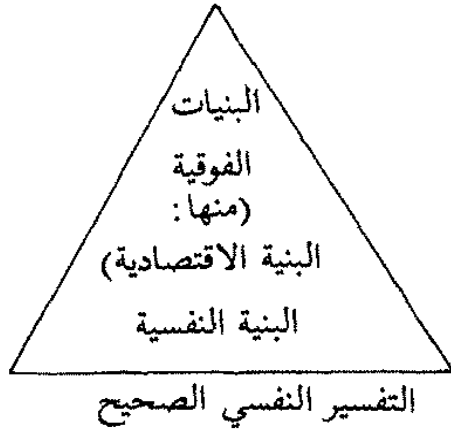 البنيات
الفوقية
(منها:
البنية الاقتصادية)
البنية النفسية
التفسير النفسي الصحيح